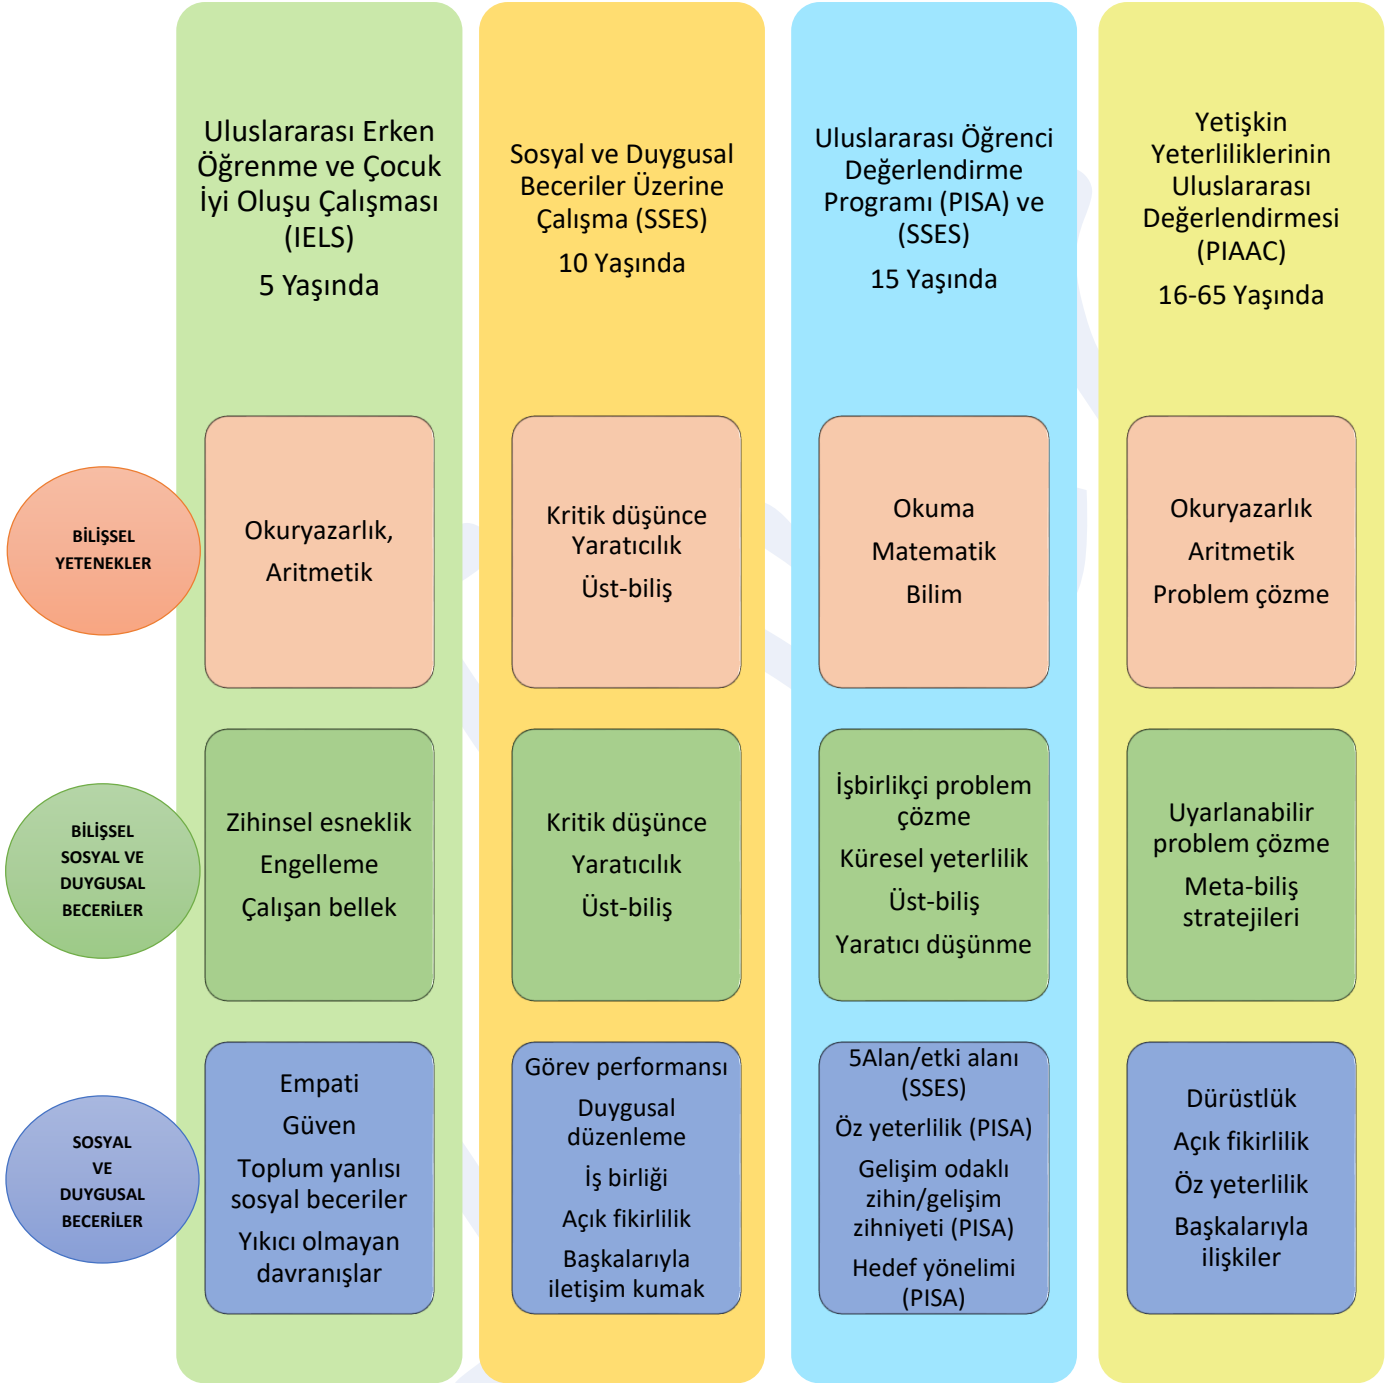 Uluslararası Erken
Öğrenme ve Çocuk
İyi Oluşu Çalışması
(IELS)
5 Yaşında
Sosyal ve Duygusal
Beceriler Üzerine
Çalışma (SSES)
10 Yaşında
Uluslararası Öğrenci
Değerlendirme
Programı (PISA) ve
(SSES)
15 Yaşında
Yetişkin
Yeterliliklerinin
Uluslararası
Değerlendirmesi
(PIAAC)
16-65 Yaşında
BİLİŞSEL
YETENEKLER
Okuryazarlık,
Aritmetik
Kritik düşünce
Yaratıcılık
Üst-biliş
Okuma
Matematik
Bilim
Okuryazarlık
Aritmetik
Problem çözme
BİLİŞSEL
SOSYAL VE
DUYGUSAL
BECERİLER
Zihinsel esneklik
Engelleme
Çalışan bellek
Kritik düşünce
Yaratıcılık
Üst-biliş
İşbirlikçi problem
çözme
Küresel yeterlilik
Üst-biliş
Yaratıcı düşünme
Uyarlanabilir
problem çözme
Meta-biliş
stratejileri
SOSYAL
VE
DUYGUSAL
BECERİLER
Empati
Güven
Toplum yanlısı
sosyal beceriler
Yıkıcı olmayan
davranışlar
Görev performansı
Duygusal
düzenleme
İş birliği
Açık fikirlilik
Başkalarıyla
iletişim kumak
5Alan/etki alanı
(SSES)
Öz yeterlilik (PISA)
Gelişim odaklı
zihin/gelişim
zihniyeti (PISA)
Hedef yönelimi
(PISA)
Dürüstlük
Açık fikirlilik
Öz yeterlilik
Başkalarıyla
ilişkiler